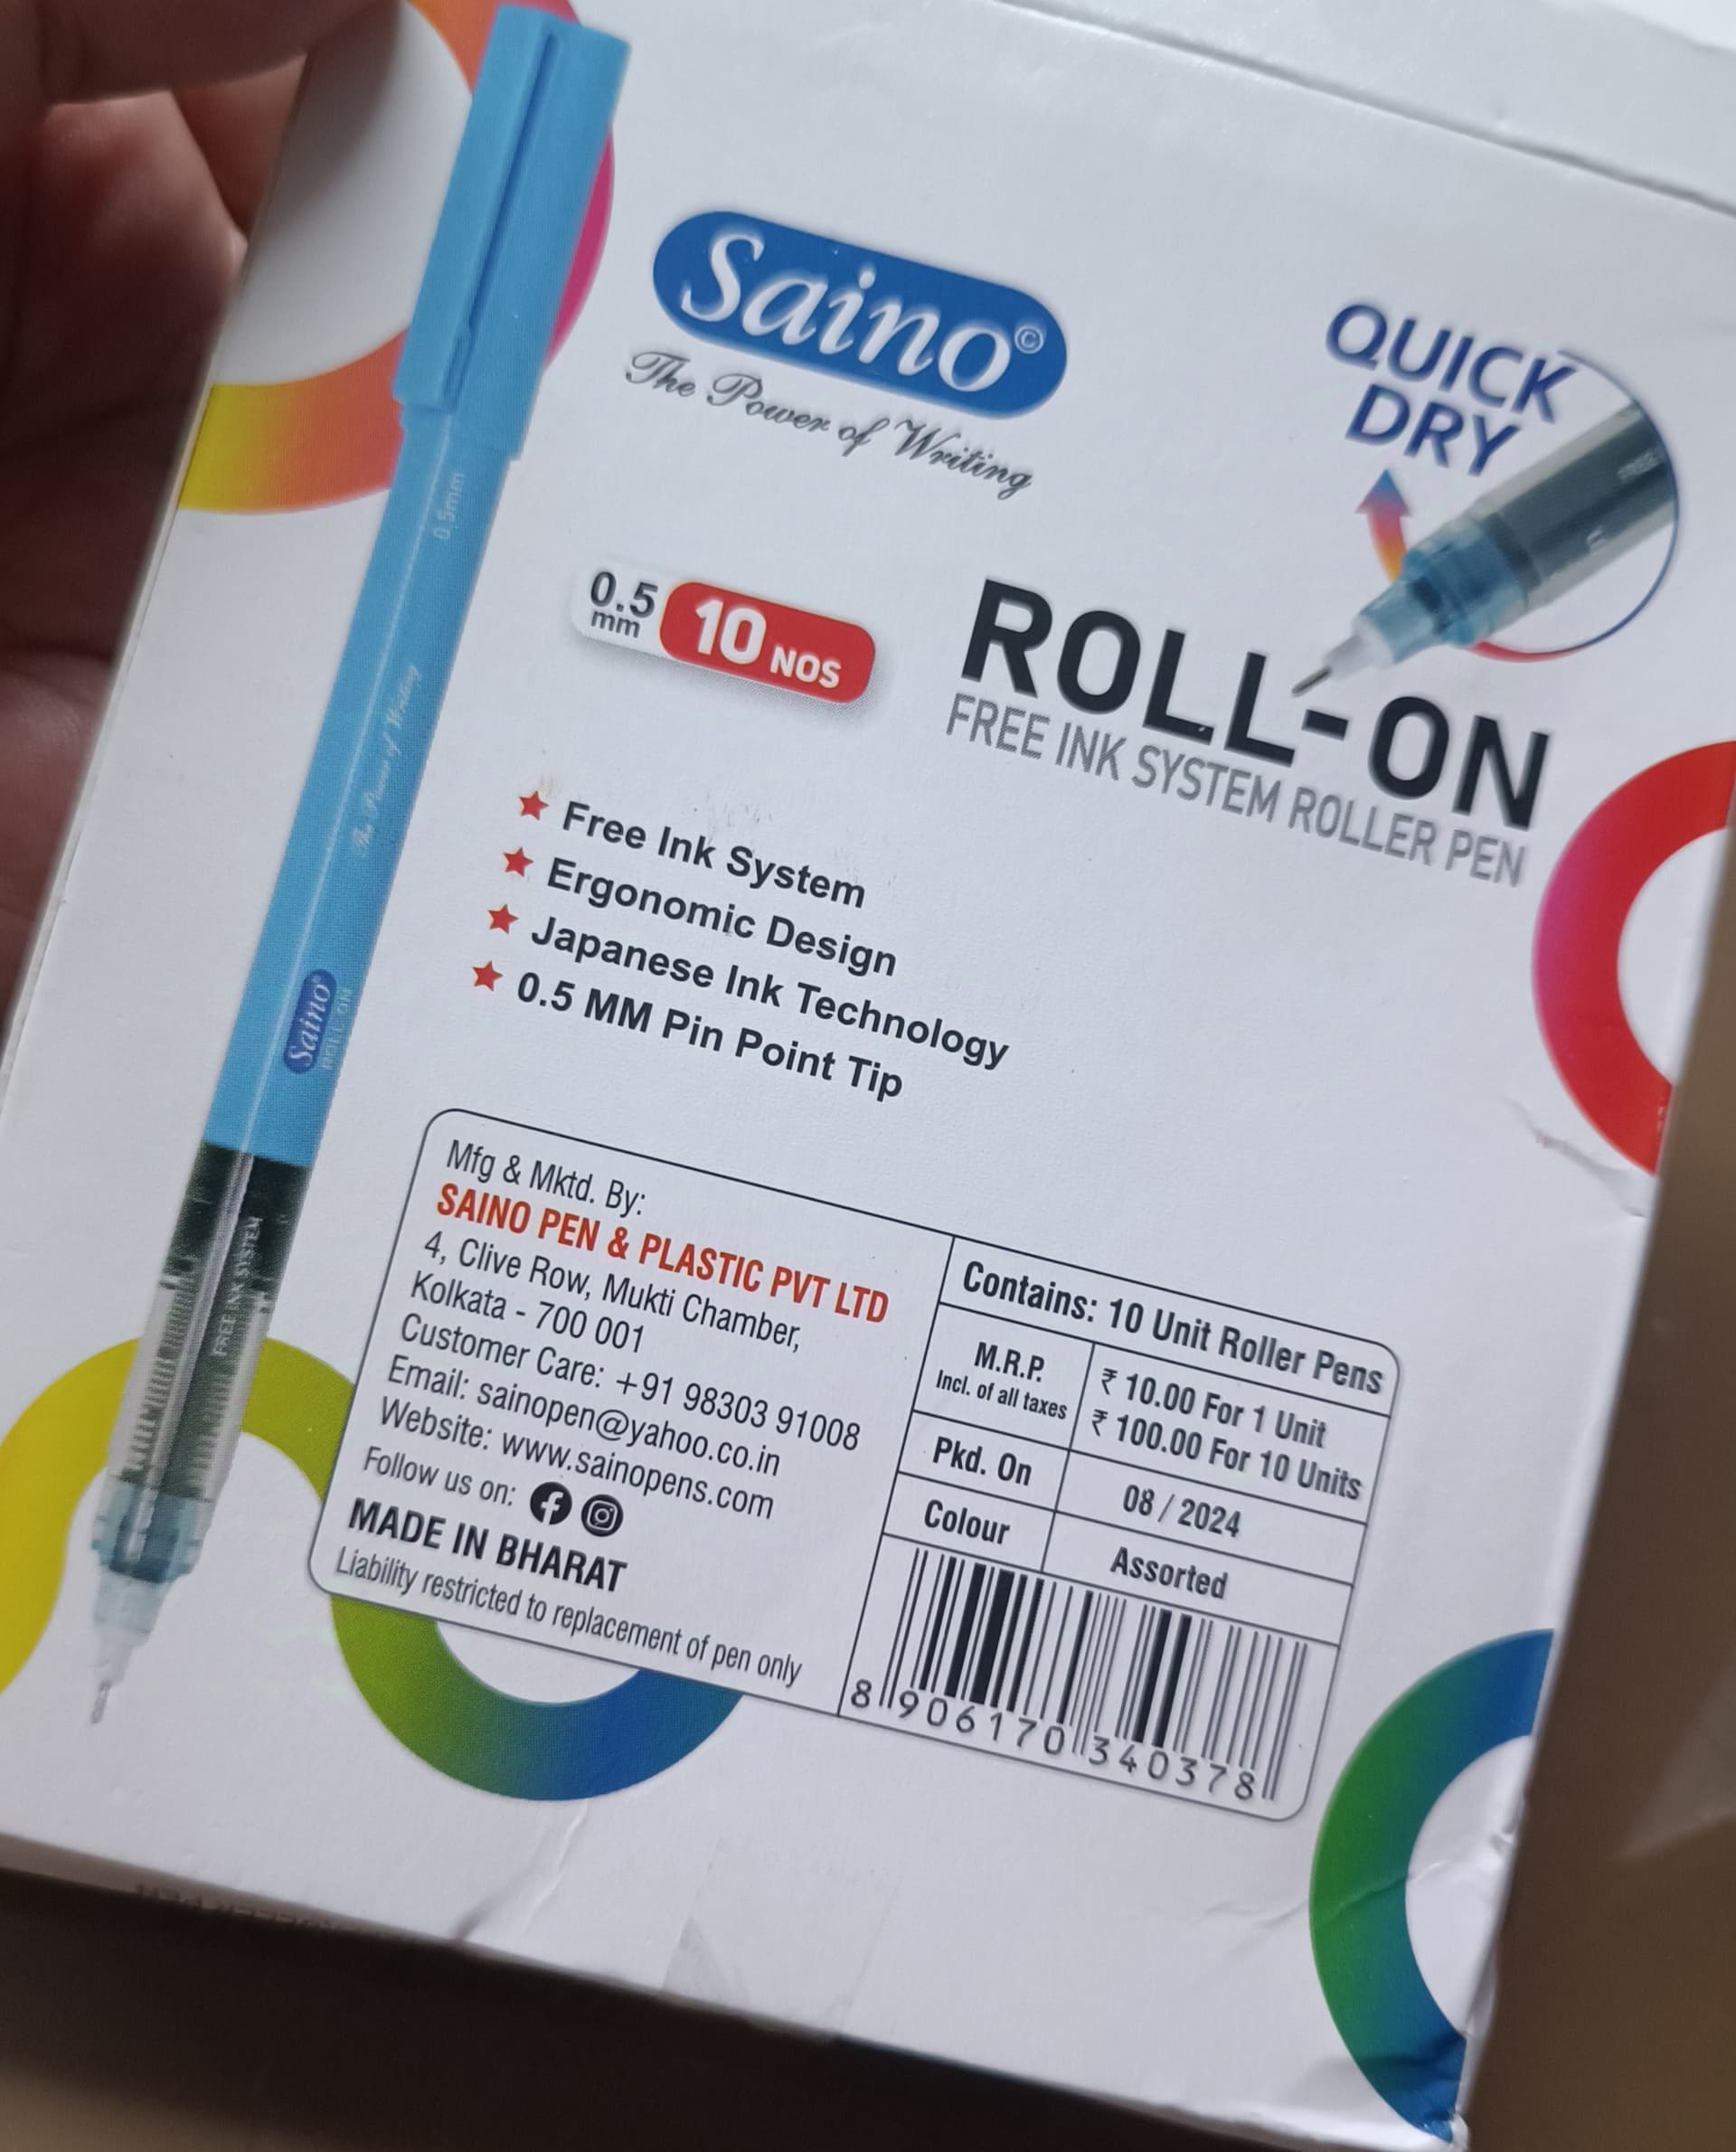 Saino©
The Power of Writing
QUICK
DRY
0.5
mm
10 NOS
ROLL-ON
FREE INK SYSTEM ROLLER PEN
Free Ink System
Ergonomic Design
Japanese Ink Technology
0.5 MM Pin Point Tip
0.5mm
The Power of Writing
Saino
ROLL-ON
FREE INK SYSTEM
Mfg & Mktd. By:
SAINO PEN & PLASTIC PVT LTD
4, Clive Row, Mukti Chamber,
Kolkata - 700 001
Customer Care: +91 98303 91008
Email: sainopen@yahoo.co.in
Website: www.sainopens.com
Follow us on:
MADE IN BHARAT
Liability restricted to replacement of pen only
Contains: 10 Unit Roller Pens
M.R.P.
Incl. of all taxes
₹ 10.00 For 1 Unit
₹ 100.00 For 10 Units
Pkd. On
08 / 2024
Colour
Assorted
8 906170 340378